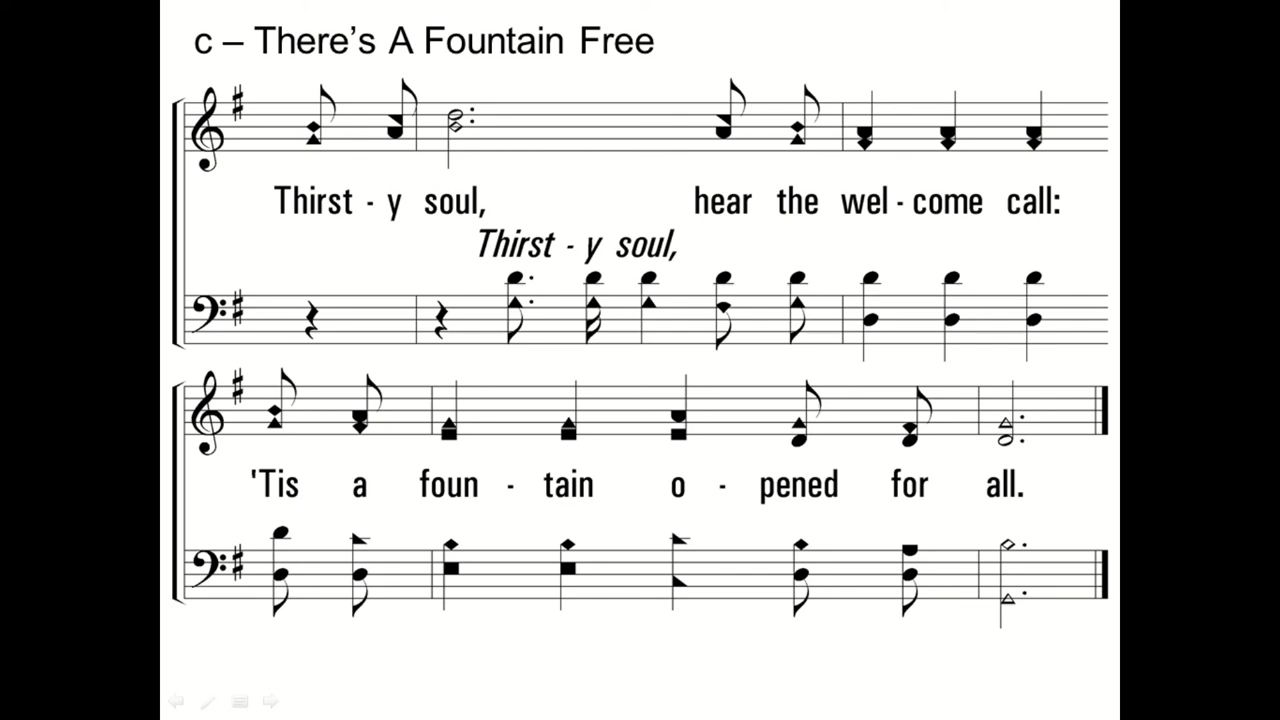 c – There’s A Fountain Free
Thirst - y soul, hear the wel - come call:
Thirst - y soul,
'Tis a foun - tain o - pened for all.